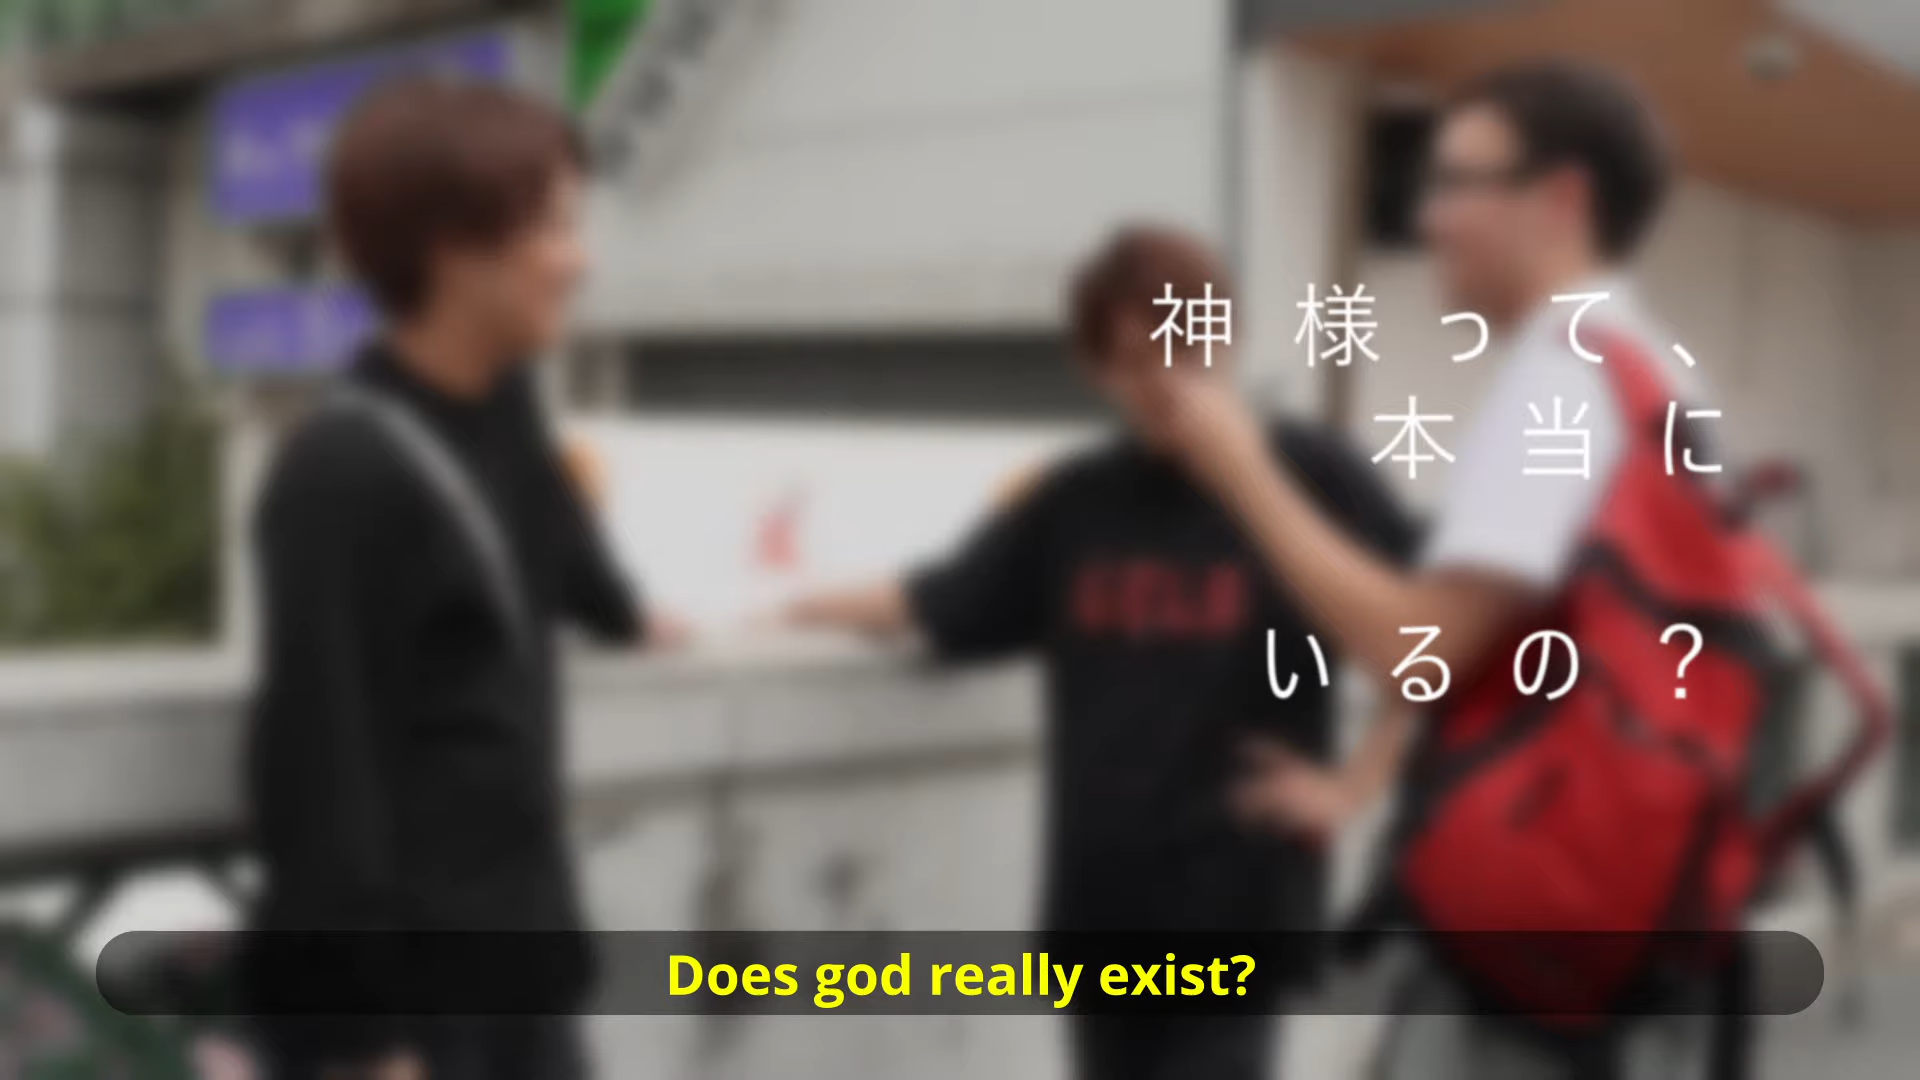 神様って、
本当に
いるの？
Does god really exist?